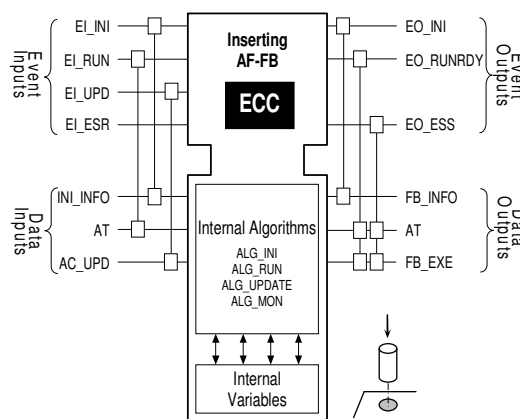 Event
Inputs
EI_INI
EI_RUN
EI_UPD
EI_ESR
Inserting
AF-FB
ECC
EO_INI
EO_RUNRDY
EO_ESS
Event
Outputs
Data
Inputs
INI_INFO
AT
AC_UPD
Internal Algorithms
ALG_INI
ALG_RUN
ALG_UPDATE
ALG_MON
Internal
Variables
FB_INFO
AT
FB_EXE
Data
Outputs